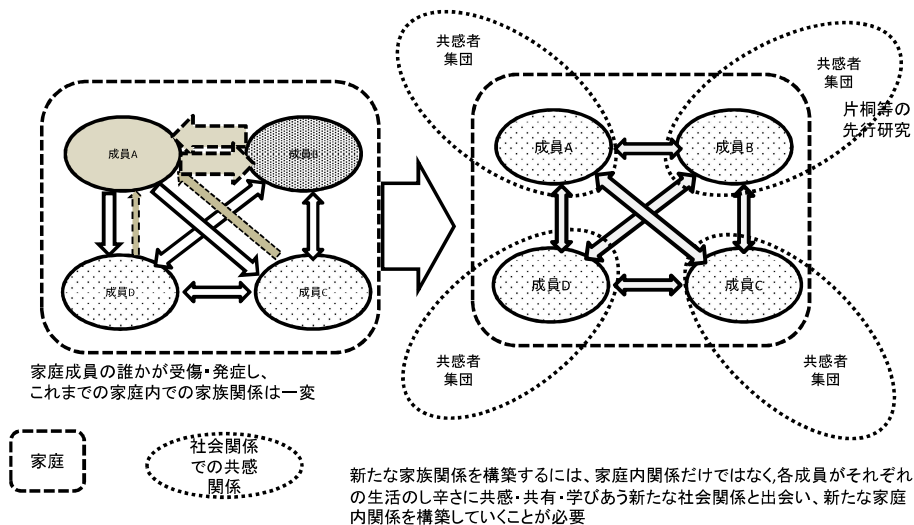 共感者
集団
共感者
集団
片桐等の
先行研究
成員A
成員B
成員D
成員C
成員A
成員B
成員D
成員C
共感者
集団
共感者
集団
家庭成員の誰かが受傷・発症し、
これまでの家庭内での家族関係は一変
家庭
社会関係
での共感
関係
新たな家族関係を構築するには、家庭内関係だけではなく,各成員がそれぞれ
の生活のし辛さに共感・共有・学びあう新たな社会関係と出会い、新たな家庭
内関係を構築していくことが必要